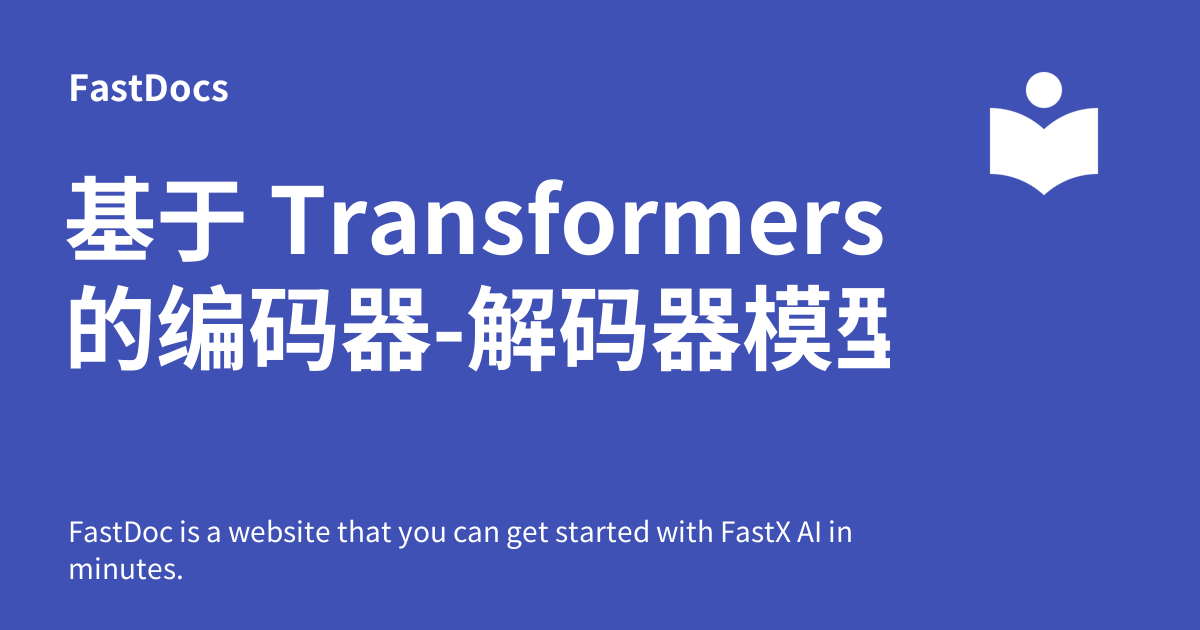 FastDocs
基于 Transformers
的编码器-解码器模型
FastDoc is a website that you can get started with FastX AI in
minutes.